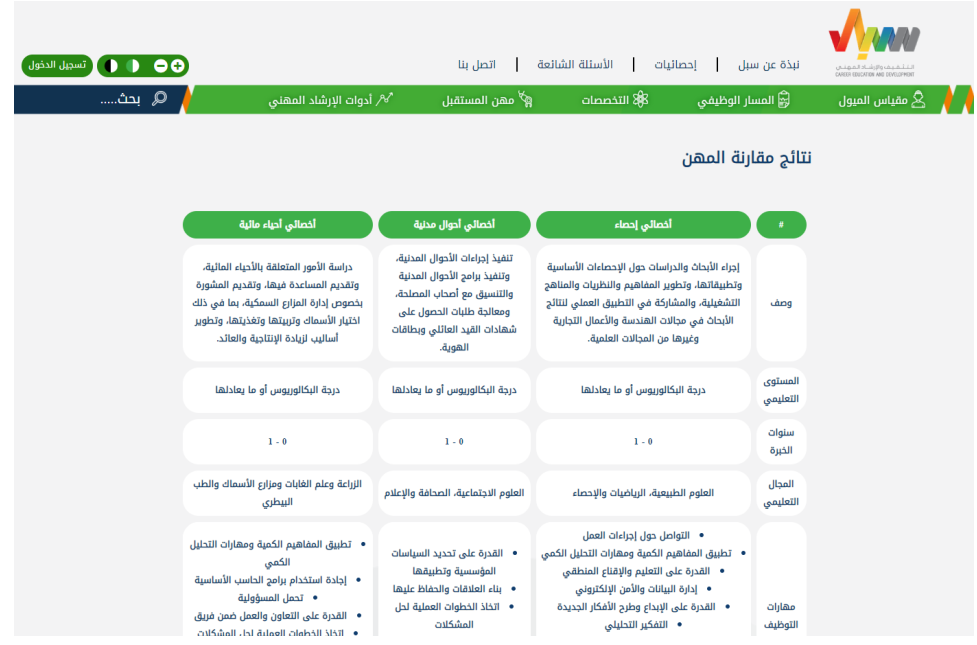 سبل
التثقيف والإرشاد المهني
CAREER EDUCATION AND DEVELOPMENT
نبذة عن سبل | إحصائيات | الأسئلة الشائعة | اتصل بنا
تسجيل الدخول
مقياس الميول
المسار الوظيفي
التخصصات
مهن المستقبل
أدوات الإرشاد المهني
بحث.....
نتائج مقارنة المهن
#
أخصائي إحصاء
أخصائي أحوال مدنية
أخصائي أحياء مائية
وصف
إجراء الأبحاث والدراسات حول الإحصاءات الأساسية
وتطبيقاتها، وتطوير المفاهيم والنظريات والمناهج
التشغيلية، والمشاركة في التطبيق العملي لنتائج
الأبحاث في مجالات الهندسة والأعمال التجارية
وغيرها من المجالات العلمية.
تنفيذ إجراءات الأحوال المدنية،
وتنفيذ برامج الأحوال المدنية
والتنسيق مع أصحاب المصلحة،
ومعالجة طلبات الحصول على
شهادات القيد العائلي وبطاقات
الهوية.
دراسة الأمور المتعلقة بالأحياء المائية،
وتقديم المساعدة فيها، وتقديم المشورة
بخصوص إدارة المزارع السمكية، بما في ذلك
اختيار الأسماك وتربيتها وتغذيتها، وتطوير
أساليب لزيادة الإنتاجية والعائد.
المستوى
التعليمي
درجة البكالوريوس أو ما يعادلها
درجة البكالوريوس أو ما يعادلها
درجة البكالوريوس أو ما يعادلها
سنوات
الخبرة
0 - 1
0 - 1
0 - 1
المجال
التعليمي
العلوم الطبيعية، الرياضيات والإحصاء
العلوم الاجتماعية، الصحافة والإعلام
الزراعة وعلم الغابات ومزارع الأسماك والطب
البيطري
مهارات
التوظيف
• التواصل حول إجراءات العمل
• تطبيق المفاهيم الكمية ومهارات التحليل الكمي
• القدرة على التعليم والإقناع المنطقي
• إدارة البيانات والأمن الإلكتروني
• القدرة على الإبداع وطرح الأفكار الجديدة
• التفكير التحليلي
• القدرة على تحديد السياسات
المؤسسية وتطبيقها
• بناء العلاقات والحفاظ عليها
• اتخاذ الخطوات العملية لحل
المشكلات
• تطبيق المفاهيم الكمية ومهارات التحليل
الكمي
• إجادة استخدام برامج الحاسب الأساسية
• تحمل المسؤولية
• القدرة على التعاون والعمل ضمن فريق
• اتخاذ الخطوات العملية لحل المشكلات